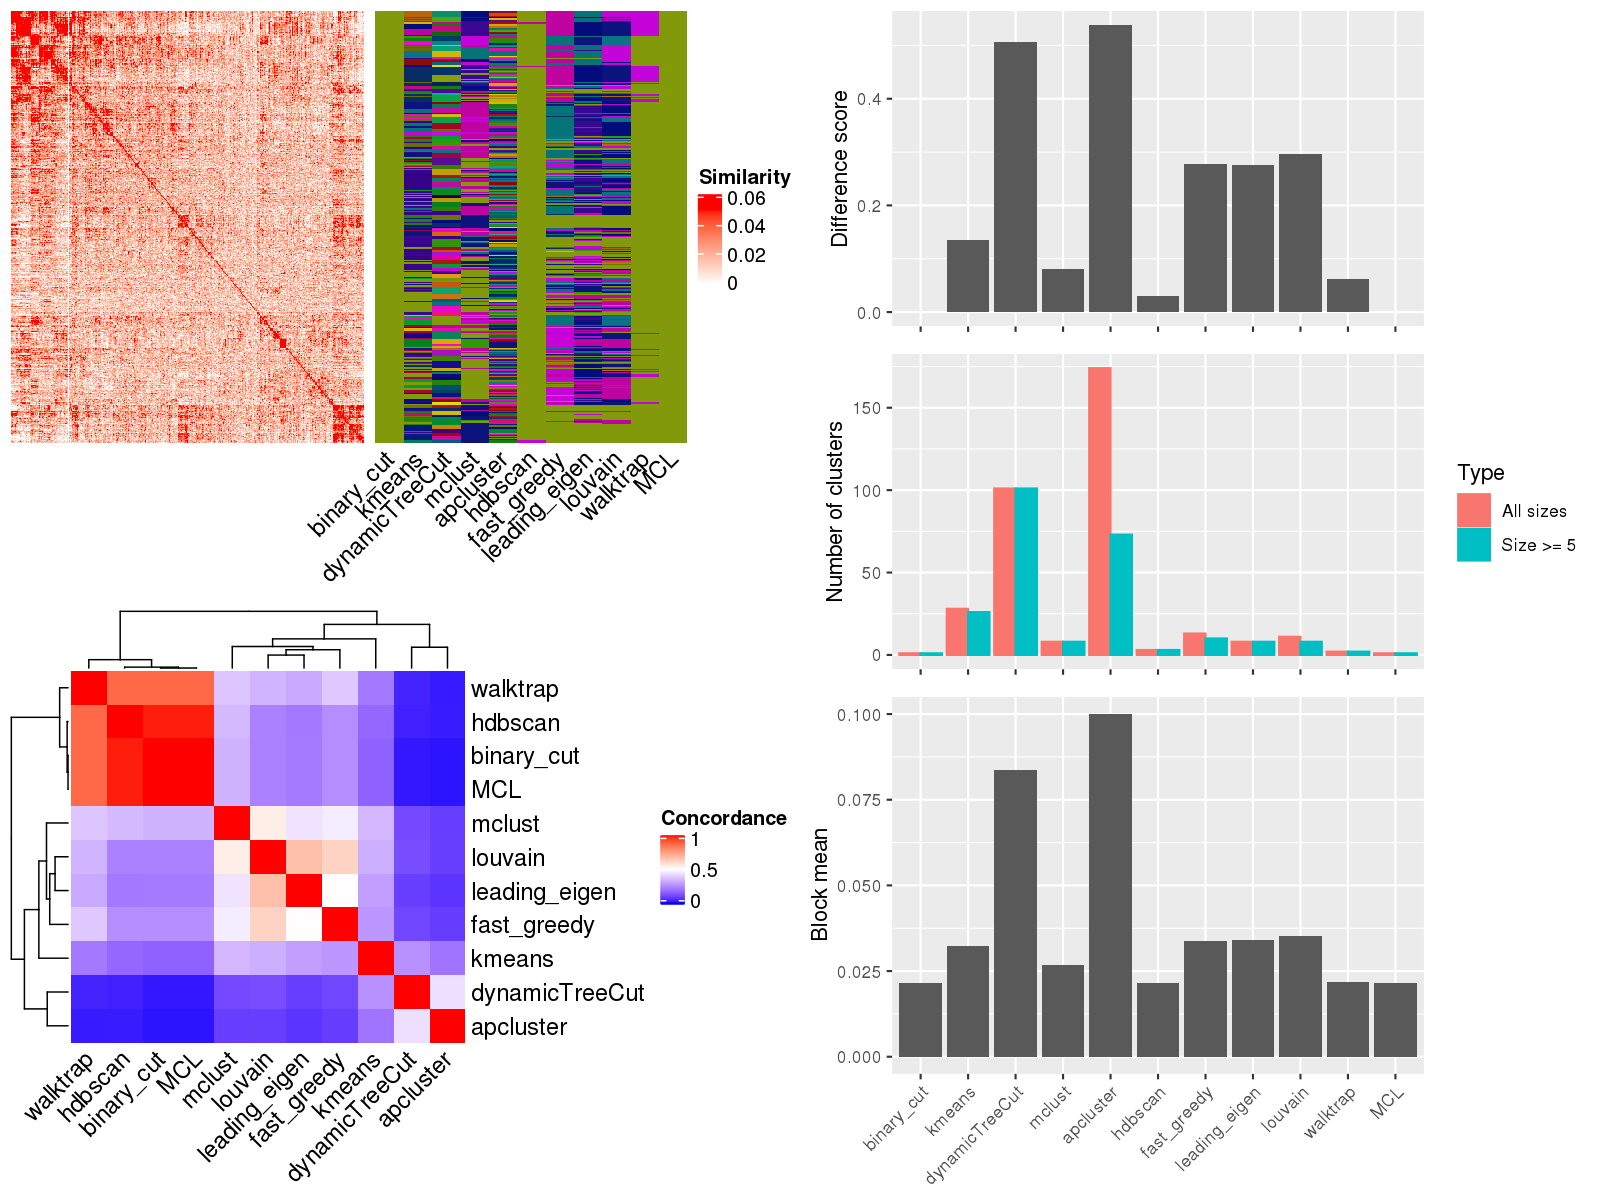 Similarity
0.06
0.04
0.02
0
binary_cut
kmeans
dynamicTreeCut
mclust
apcluster
hdbscan
fast_greedy
leading_eigen
louvain
walktrap
MCL
walktrap
hdbscan
binary_cut
MCL
mclust
louvain
leading_eigen
fast_greedy
kmeans
dynamicTreeCut
apcluster
Concordance
1
0.5
0
walktrap
hdbscan
binary_cut
MCL
mclust
louvain
leading_eigen
fast_greedy
kmeans
dynamicTreeCut
apcluster
Difference score
0.4
0.2
0.0
Number of clusters
150
100
50
0
Type
All sizes
Size >= 5
Block mean
0.100
0.075
0.050
0.025
0.000
binary_cut
kmeans
dynamicTreeCut
mclust
apcluster
hdbscan
fast_greedy
leading_eigen
louvain
walktrap
MCL